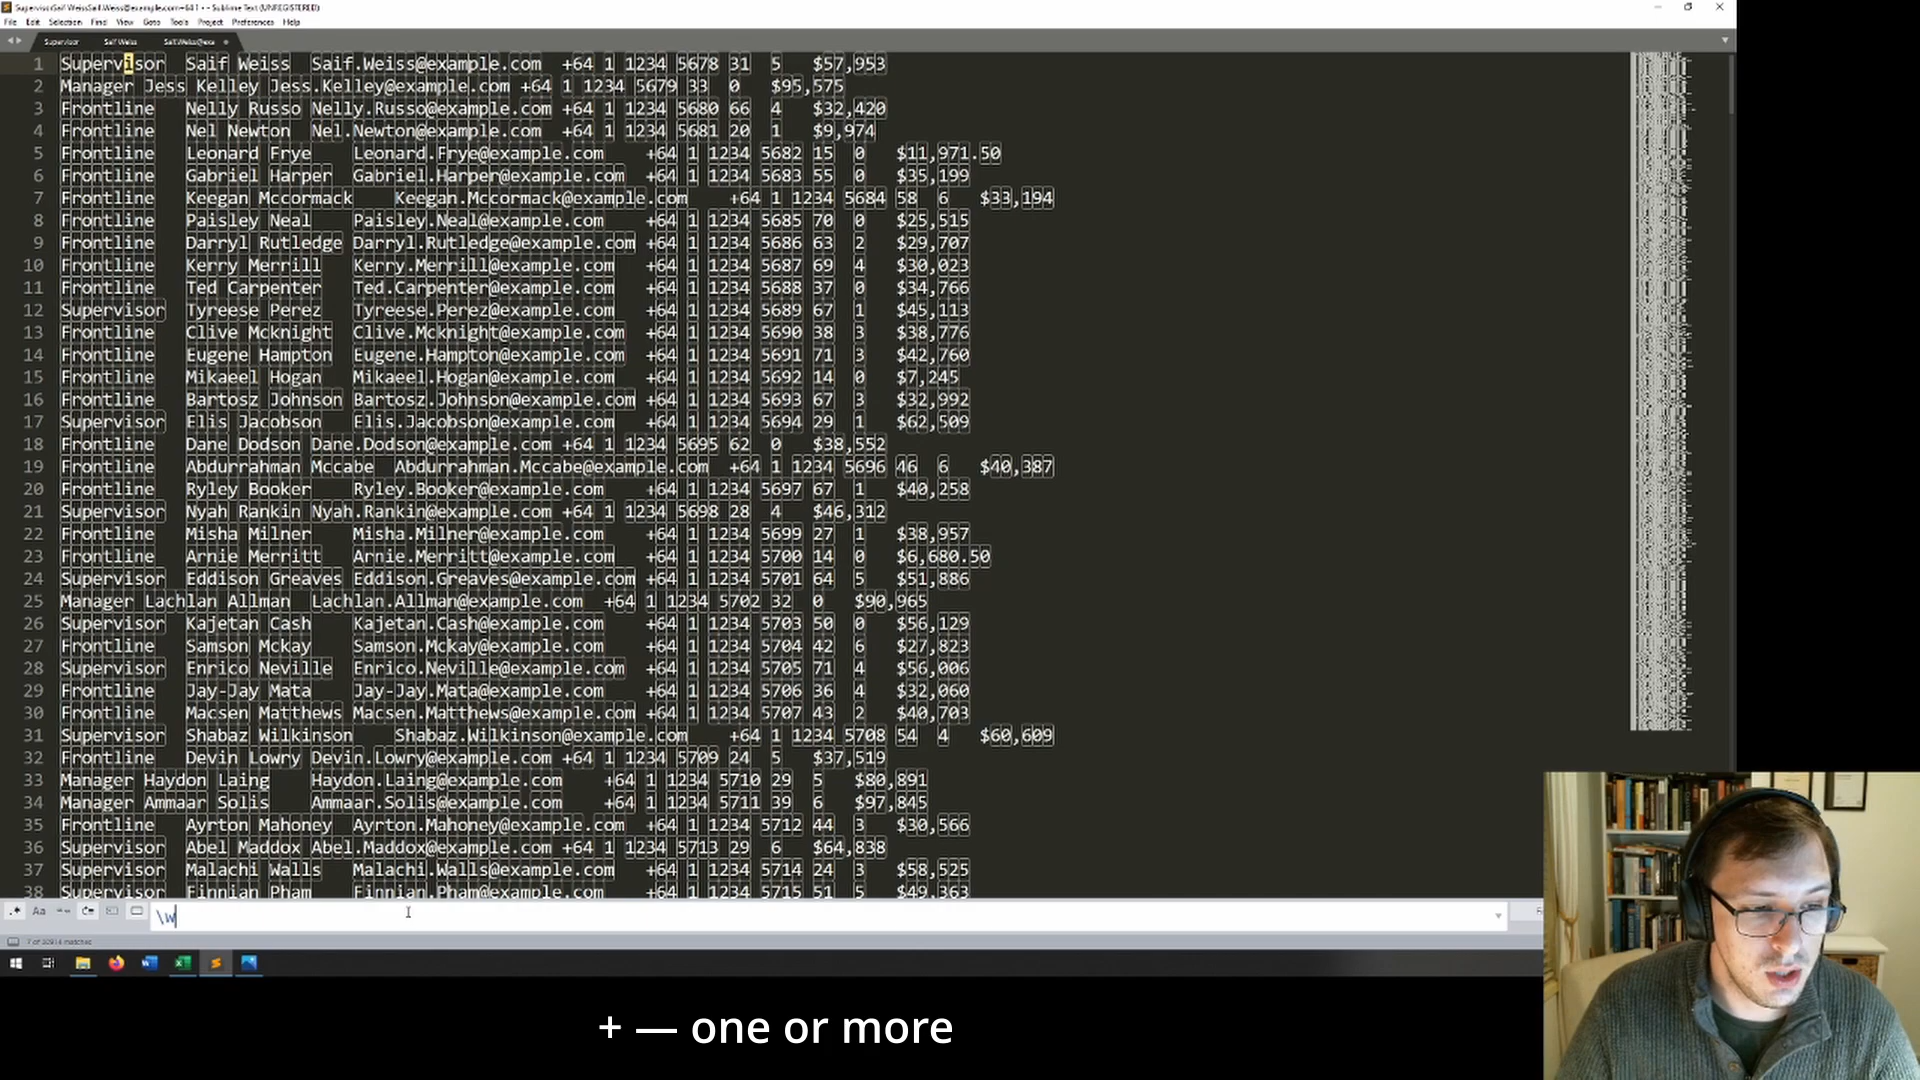 SupervisorSaif WeissSaif.Weiss@example.com+64 1 • - Sublime Text (UNREGISTERED)
File Edit Selection Find View Goto Tools Project Preferences Help
Supervisor Saif Weiss Saif.Weiss@exa
1 Supervisor Saif Weiss Saif.Weiss@example.com +64 1 1234 5678 31 5 $57,953
2 Manager Jess Kelley Jess.Kelley@example.com +64 1 1234 5679 33 0 $95,575
3 Frontline Nelly Russo Nelly.Russo@example.com +64 1 1234 5680 66 4 $32,420
4 Frontline Nel Newton Nel.Newton@example.com +64 1 1234 5681 20 1 $9,974
5 Frontline Leonard Frye Leonard.Frye@example.com +64 1 1234 5682 15 0 $11,971.50
6 Frontline Gabriel Harper Gabriel.Harper@example.com +64 1 1234 5683 55 0 $35,199
7 Frontline Keegan Mccormack Keegan.Mccormack@example.com +64 1 1234 5684 58 6 $33,194
8 Frontline Paisley Neal Paisley.Neal@example.com +64 1 1234 5685 70 0 $25,515
9 Frontline Darryl Rutledge Darryl.Rutledge@example.com +64 1 1234 5686 63 2 $29,707
10 Frontline Kerry Merrill Kerry.Merrill@example.com +64 1 1234 5687 69 4 $30,023
11 Frontline Ted Carpenter Ted.Carpenter@example.com +64 1 1234 5688 37 0 $34,766
12 Supervisor Tyreese Perez Tyreese.Perez@example.com +64 1 1234 5689 67 1 $45,113
13 Frontline Clive Mcknight Clive.Mcknight@example.com +64 1 1234 5690 38 3 $38,776
14 Frontline Eugene Hampton Eugene.Hampton@example.com +64 1 1234 5691 71 3 $42,760
15 Frontline Mikaeel Hogan Mikaeel.Hogan@example.com +64 1 1234 5692 14 0 $7,245
16 Frontline Bartosz Johnson Bartosz.Johnson@example.com +64 1 1234 5693 67 3 $32,992
17 Supervisor Elis Jacobson Elis.Jacobson@example.com +64 1 1234 5694 29 1 $62,509
18 Frontline Dane Dodson Dane.Dodson@example.com +64 1 1234 5695 62 0 $38,552
19 Frontline Abdurrahman Mccabe Abdurrahman.Mccabe@example.com +64 1 1234 5696 46 6 $40,387
20 Frontline Ryley Booker Ryley.Booker@example.com +64 1 1234 5697 67 1 $40,258
21 Supervisor Nyah Rankin Nyah.Rankin@example.com +64 1 1234 5698 28 4 $46,312
22 Frontline Misha Milner Misha.Milner@example.com +64 1 1234 5699 27 1 $38,957
23 Frontline Arnie Merritt Arnie.Merritt@example.com +64 1 1234 5700 14 0 $6,680.50
24 Supervisor Eddison Greaves Eddison.Greaves@example.com +64 1 1234 5701 64 5 $51,886
25 Manager Lachlan Allman Lachlan.Allman@example.com +64 1 1234 5702 32 0 $90,965
26 Supervisor Kajetan Cash Kajetan.Cash@example.com +64 1 1234 5703 50 0 $56,129
27 Frontline Samson Mckay Samson.Mckay@example.com +64 1 1234 5704 42 6 $27,823
28 Supervisor Enrico Neville Enrico.Neville@example.com +64 1 1234 5705 71 4 $56,006
29 Frontline Jay-Jay Mata Jay-Jay.Mata@example.com +64 1 1234 5706 36 4 $32,060
30 Frontline Macsen Matthews Macsen.Matthews@example.com +64 1 1234 5707 43 2 $40,703
31 Supervisor Shabaz Wilkinson Shabaz.Wilkinson@example.com +64 1 1234 5708 54 4 $60,609
32 Frontline Devin Lowry Devin.Lowry@example.com +64 1 1234 5709 24 5 $37,519
33 Manager Haydon Laing Haydon.Laing@example.com +64 1 1234 5710 29 5 $80,891
34 Manager Ammaar Solis Ammaar.Solis@example.com +64 1 1234 5711 39 6 $97,845
35 Frontline Ayrton Mahoney Ayrton.Mahoney@example.com +64 1 1234 5712 44 3 $30,566
36 Supervisor Abel Maddox Abel.Maddox@example.com +64 1 1234 5713 29 6 $64,838
37 Supervisor Malachi Walls Malachi.Walls@example.com +64 1 1234 5714 24 3 $58,525
38 Supervisor Finnian Pham Finnian.Pham@example.com +64 1 1234 5715 51 5 $49,363
.* Aa \w
+ — one or more